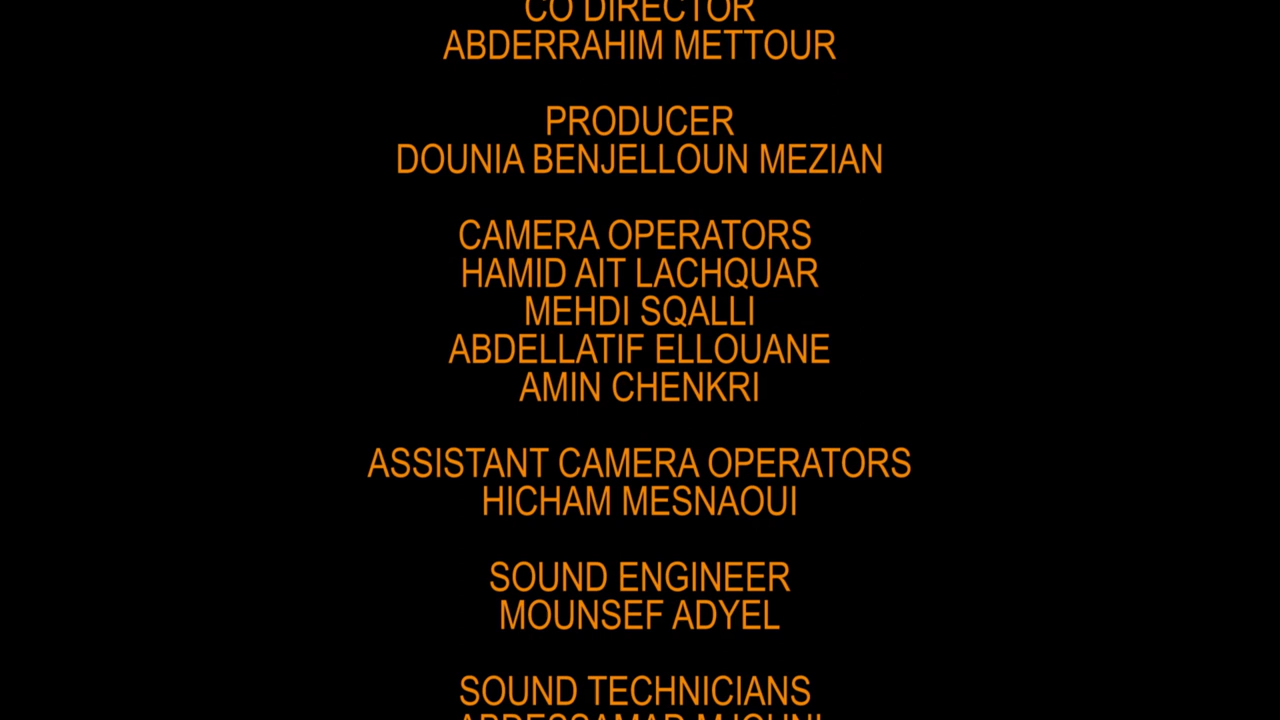 CO DIRECTOR
ABDERRAHIM METTOUR
PRODUCER
DOUNIA BENJELLOUN MEZIAN
CAMERA OPERATORS
HAMID AIT LACHQUAR
MEHDI SQALLI
ABDELLATIF ELLOUANE
AMIN CHENKRI
ASSISTANT CAMERA OPERATORS
HICHAM MESNAOUI
SOUND ENGINEER
MOUNSEF ADYEL
SOUND TECHNICIANS